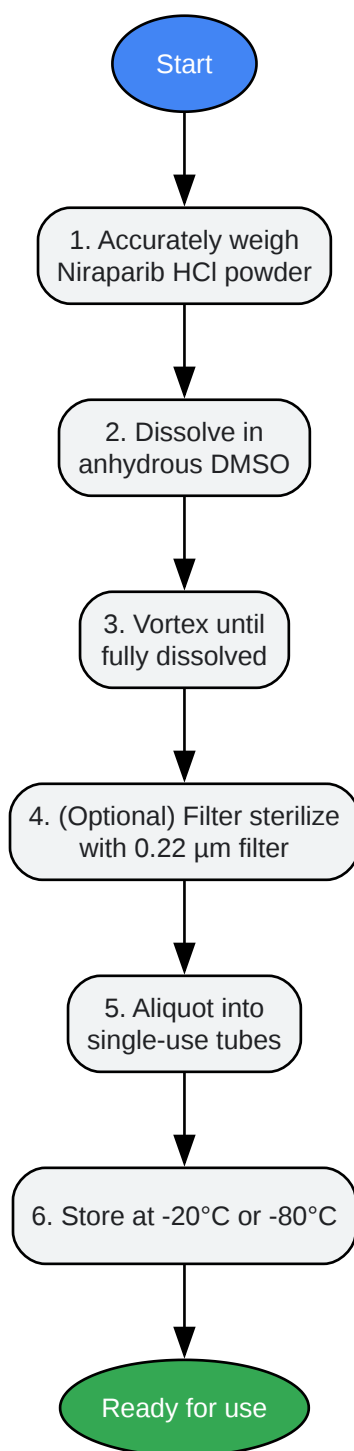 Start
1. Accurately weigh
Niraparib HCl powder
2. Dissolve in
anhydrous DMSO
3. Vortex until
fully dissolved
4. (Optional) Filter sterilize
with 0.22 µm filter
5. Aliquot into
single-use tubes
6. Store at -20°C or -80°C
Ready for use